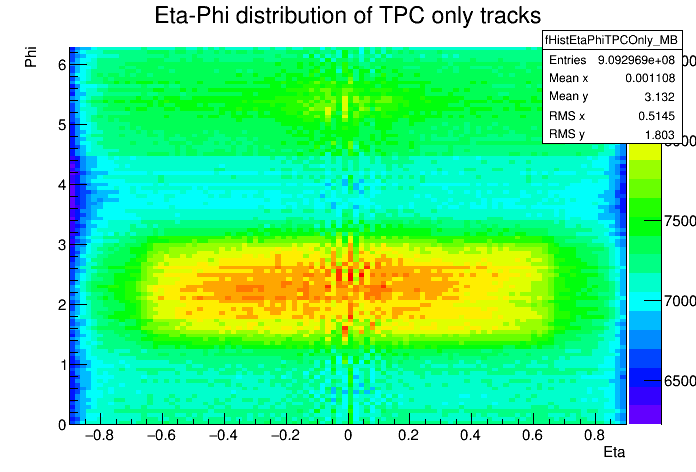 Eta-Phi distribution of TPC only tracks
fHistEtaPhiTPCOnly_MB
Entries 9.092969e+08
Mean x 0.001108
Mean y 3.132
RMS x 0.5145
RMS y 1.803
Phi
6
5
4
3
2
1
0
7500
7000
6500
−0.8 −0.6 −0.4 −0.2 0 0.2 0.4 0.6 0.8
Eta